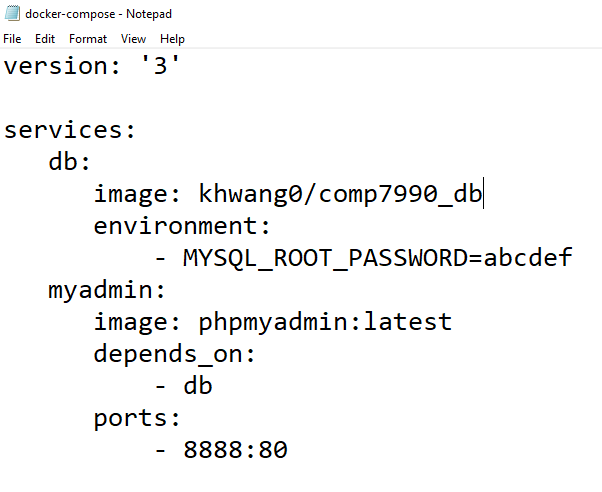 docker-compose - Notepad
File Edit Format View Help
version: '3'
services:
db:
image: khwang0/comp7990_db
environment:
- MYSQL_ROOT_PASSWORD=abcdef
myadmin:
image: phpmyadmin:latest
depends_on:
- db
ports:
- 8888:80